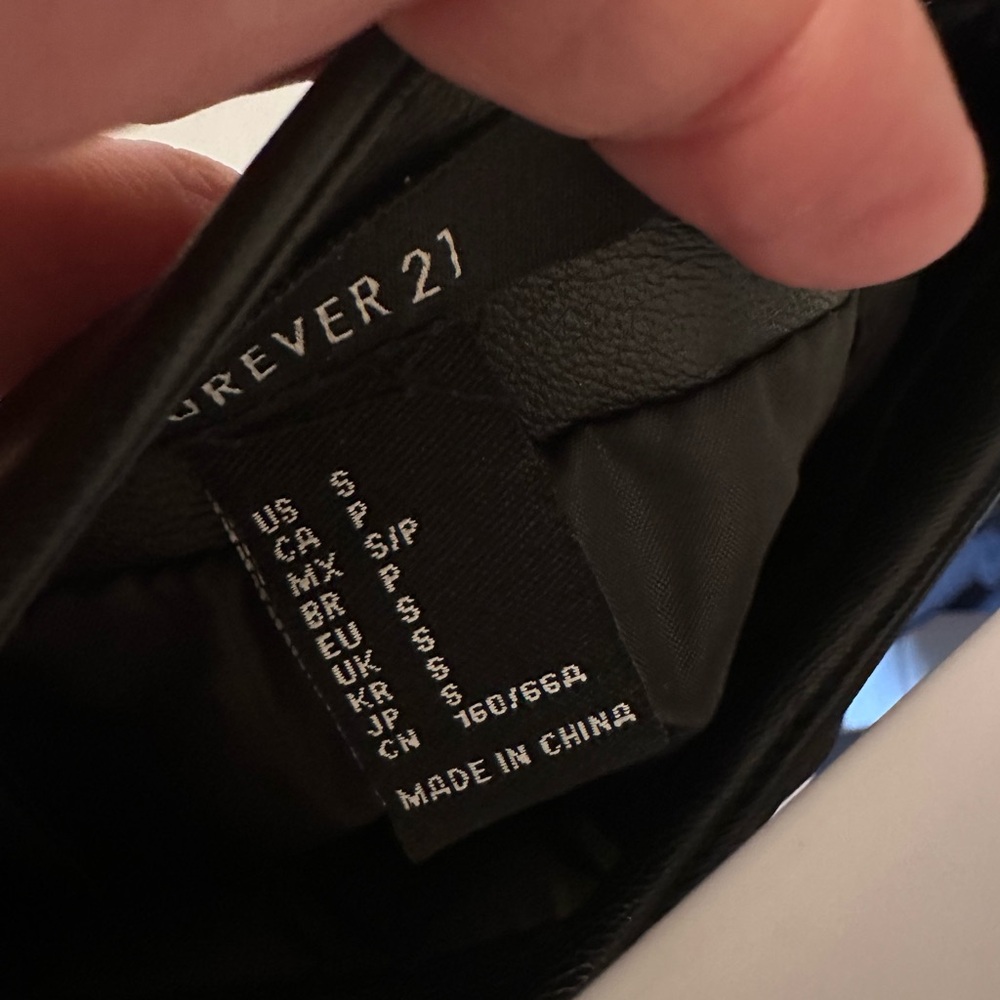 OREVER 21
US S
CA P
MX S/P
BR P
EU S
UK S
KR S
JP S
CN 160/66A
MADE IN CHINA